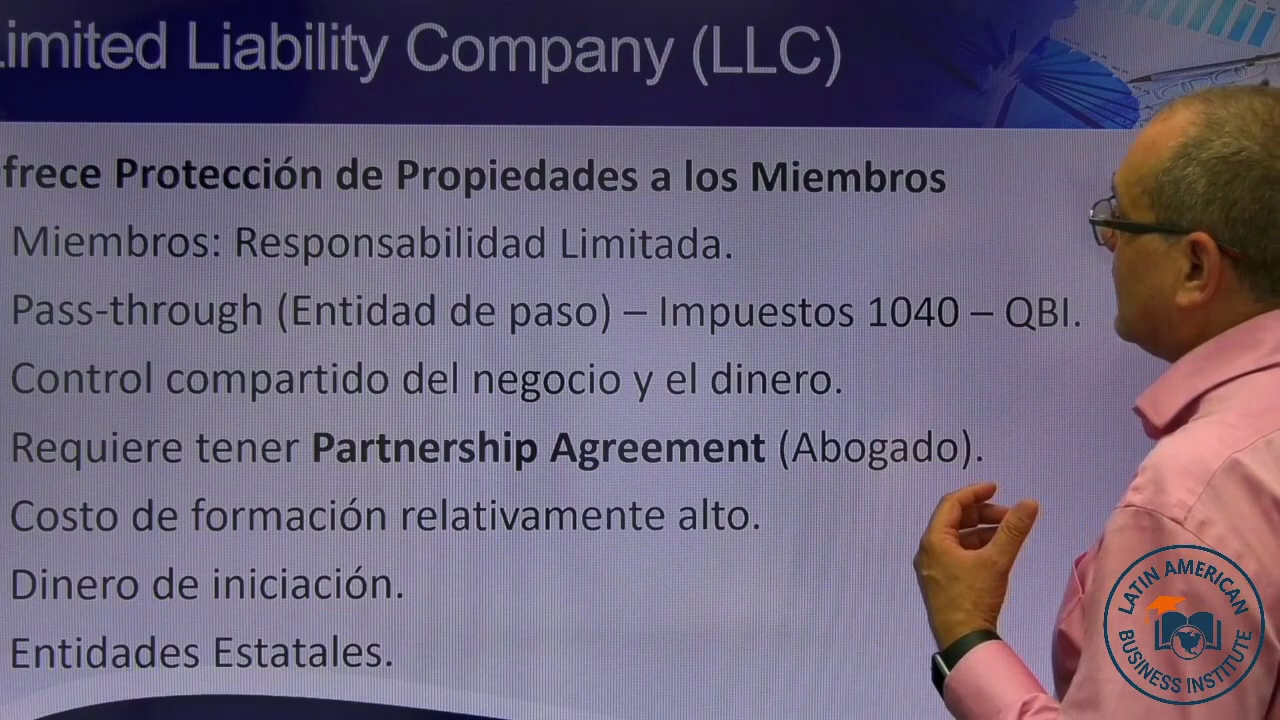 imited Liability Company (LLC)
frece Protección de Propiedades a los Miembros
Miembros: Responsabilidad Limitada.
Pass-through (Entidad de paso) – Impuestos 1040 – QBI.
Control compartido del negocio y el dinero.
Requiere tener Partnership Agreement (Abogado).
Costo de formación relativamente alto.
Dinero de iniciación.
Entidades Estatales.
LATIN AMERICAN
BUSINESS INSTITUTE